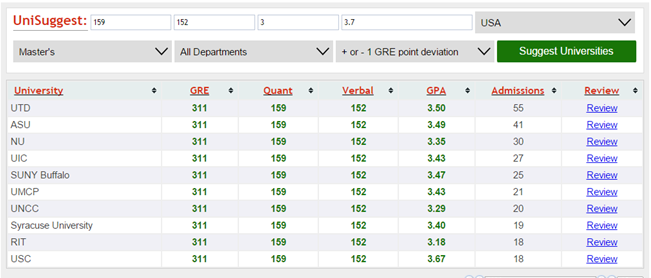 UniSuggest: 159 152 3 3.7 USA
Master's All Departments + or - 1 GRE point deviation Suggest Universities
University GRE Quant Verbal GPA Admissions Review
UTD 311 159 152 3.50 55 Review
ASU 311 159 152 3.49 41 Review
NU 311 159 152 3.35 30 Review
UIC 311 159 152 3.43 27 Review
SUNY Buffalo 311 159 152 3.47 25 Review
UMCP 311 159 152 3.43 21 Review
UNCC 311 159 152 3.29 20 Review
Syracuse University 311 159 152 3.40 19 Review
RIT 311 159 152 3.18 18 Review
USC 311 159 152 3.67 18 Review